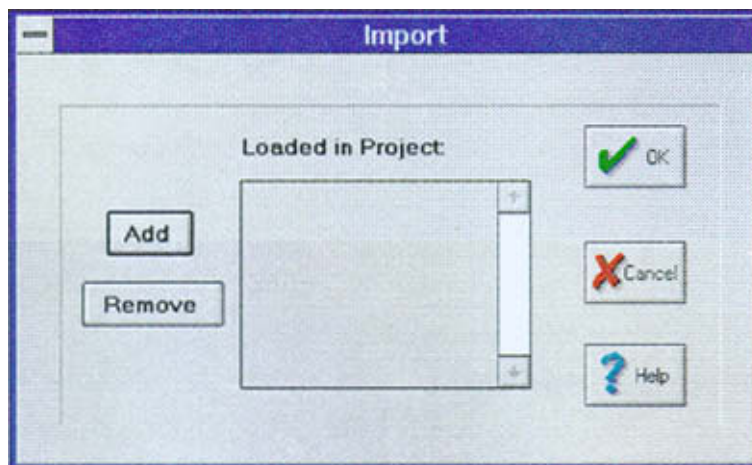 Import
Loaded in Project:
Add
Remove
OK
Cancel
Help